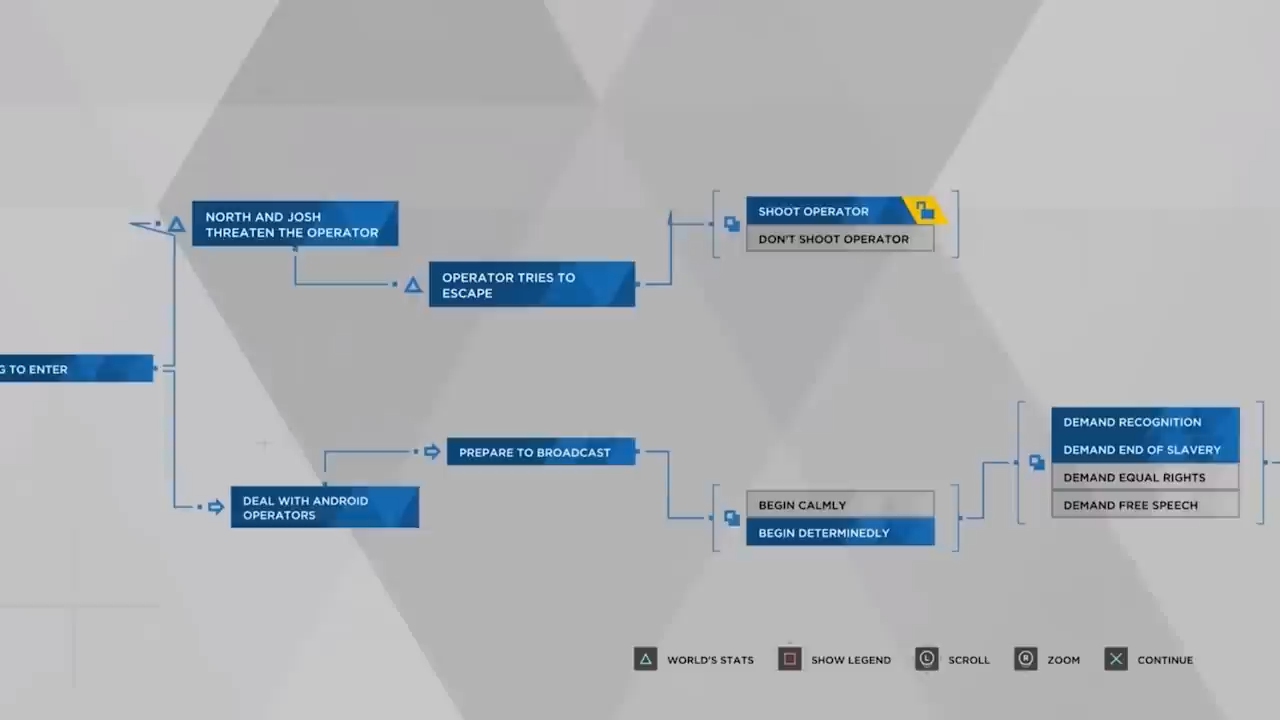 NORTH AND JOSH
THREATEN THE OPERATOR
SHOOT OPERATOR
DON'T SHOOT OPERATOR
OPERATOR TRIES TO
ESCAPE
TO ENTER
DEAL WITH ANDROID
OPERATORS
PREPARE TO BROADCAST
BEGIN CALMLY
BEGIN DETERMINEDLY
DEMAND RECOGNITION
DEMAND END OF SLAVERY
DEMAND EQUAL RIGHTS
DEMAND FREE SPEECH
WORLD'S STATS
SHOW LEGEND
L SCROLL
R ZOOM
CONTINUE